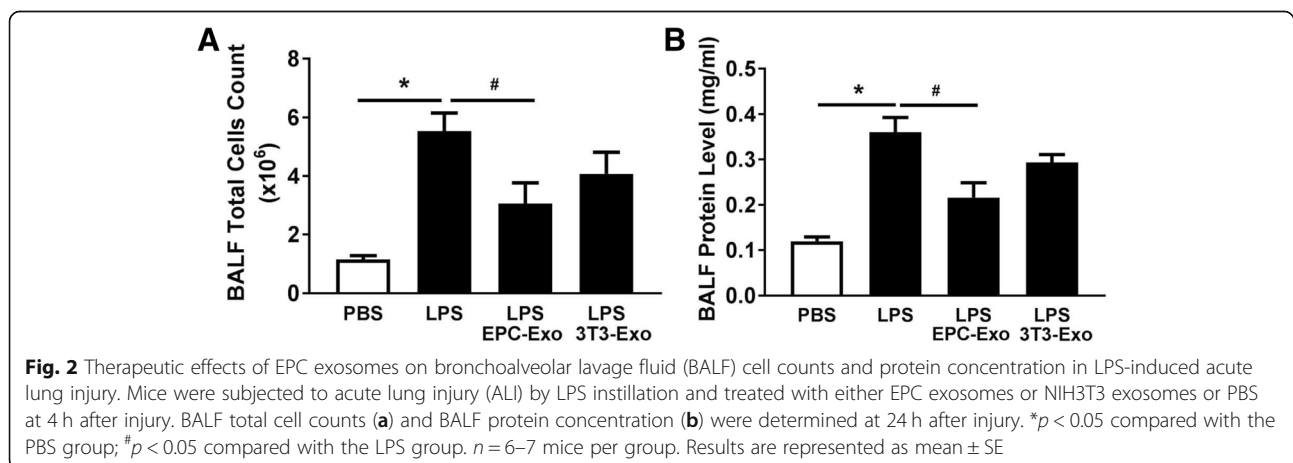 A
BALF Total Cells Count
(x10⁶)
8
6
4
2
0
*
#
PBS
LPS
LPS
EPC-Exo
LPS
3T3-Exo
B
BALF Protein Level (mg/ml)
0.5
0.4
0.3
0.2
0.1
0.0
*
#
PBS
LPS
LPS
EPC-Exo
LPS
3T3-Exo
Fig. 2 Therapeutic effects of EPC exosomes on bronchoalveolar lavage fluid (BALF) cell counts and protein concentration in LPS-induced acute
lung injury. Mice were subjected to acute lung injury (ALI) by LPS instillation and treated with either EPC exosomes or NIH3T3 exosomes or PBS
at 4 h after injury. BALF total cell counts (a) and BALF protein concentration (b) were determined at 24 h after injury. *p < 0.05 compared with the
PBS group; #p < 0.05 compared with the LPS group. n = 6–7 mice per group. Results are represented as mean ± SE